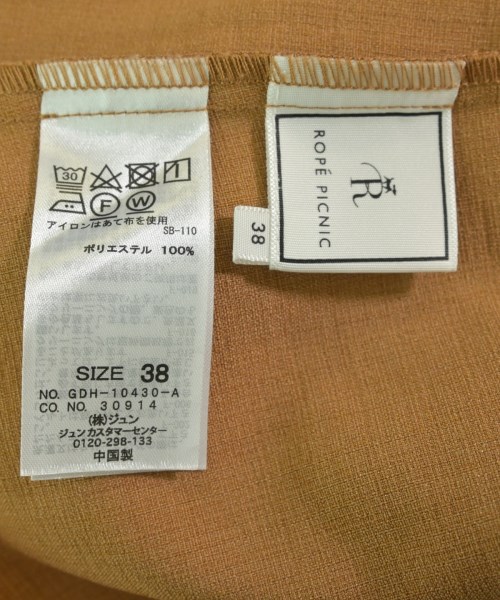 30
F
W
アイロンはあて布を使用
SB-110
ポリエステル 100%
SIZE 38
NO. GDH-10430-A
CO. NO. 30914
(株)ジュン
ジュンカスタマーセンター
0120-298-133
中国製
R
ROPÉ PICNIC
38